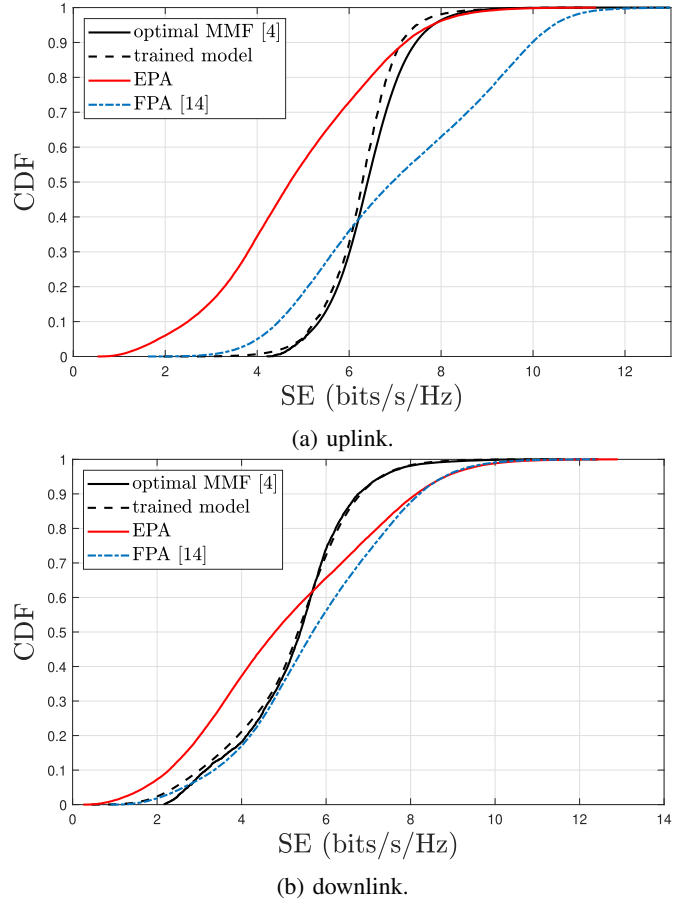 1
0.9
0.8
0.7
0.6
0.5
0.4
0.3
0.2
0.1
0
CDF
optimal MMF [4]
trained model
EPA
FPA [14]
0 2 4 6 8 10 12
SE (bits/s/Hz)
(a) uplink.
1
0.9
0.8
0.7
0.6
0.5
0.4
0.3
0.2
0.1
0
CDF
optimal MMF [4]
trained model
EPA
FPA [14]
0 2 4 6 8 10 12 14
SE (bits/s/Hz)
(b) downlink.